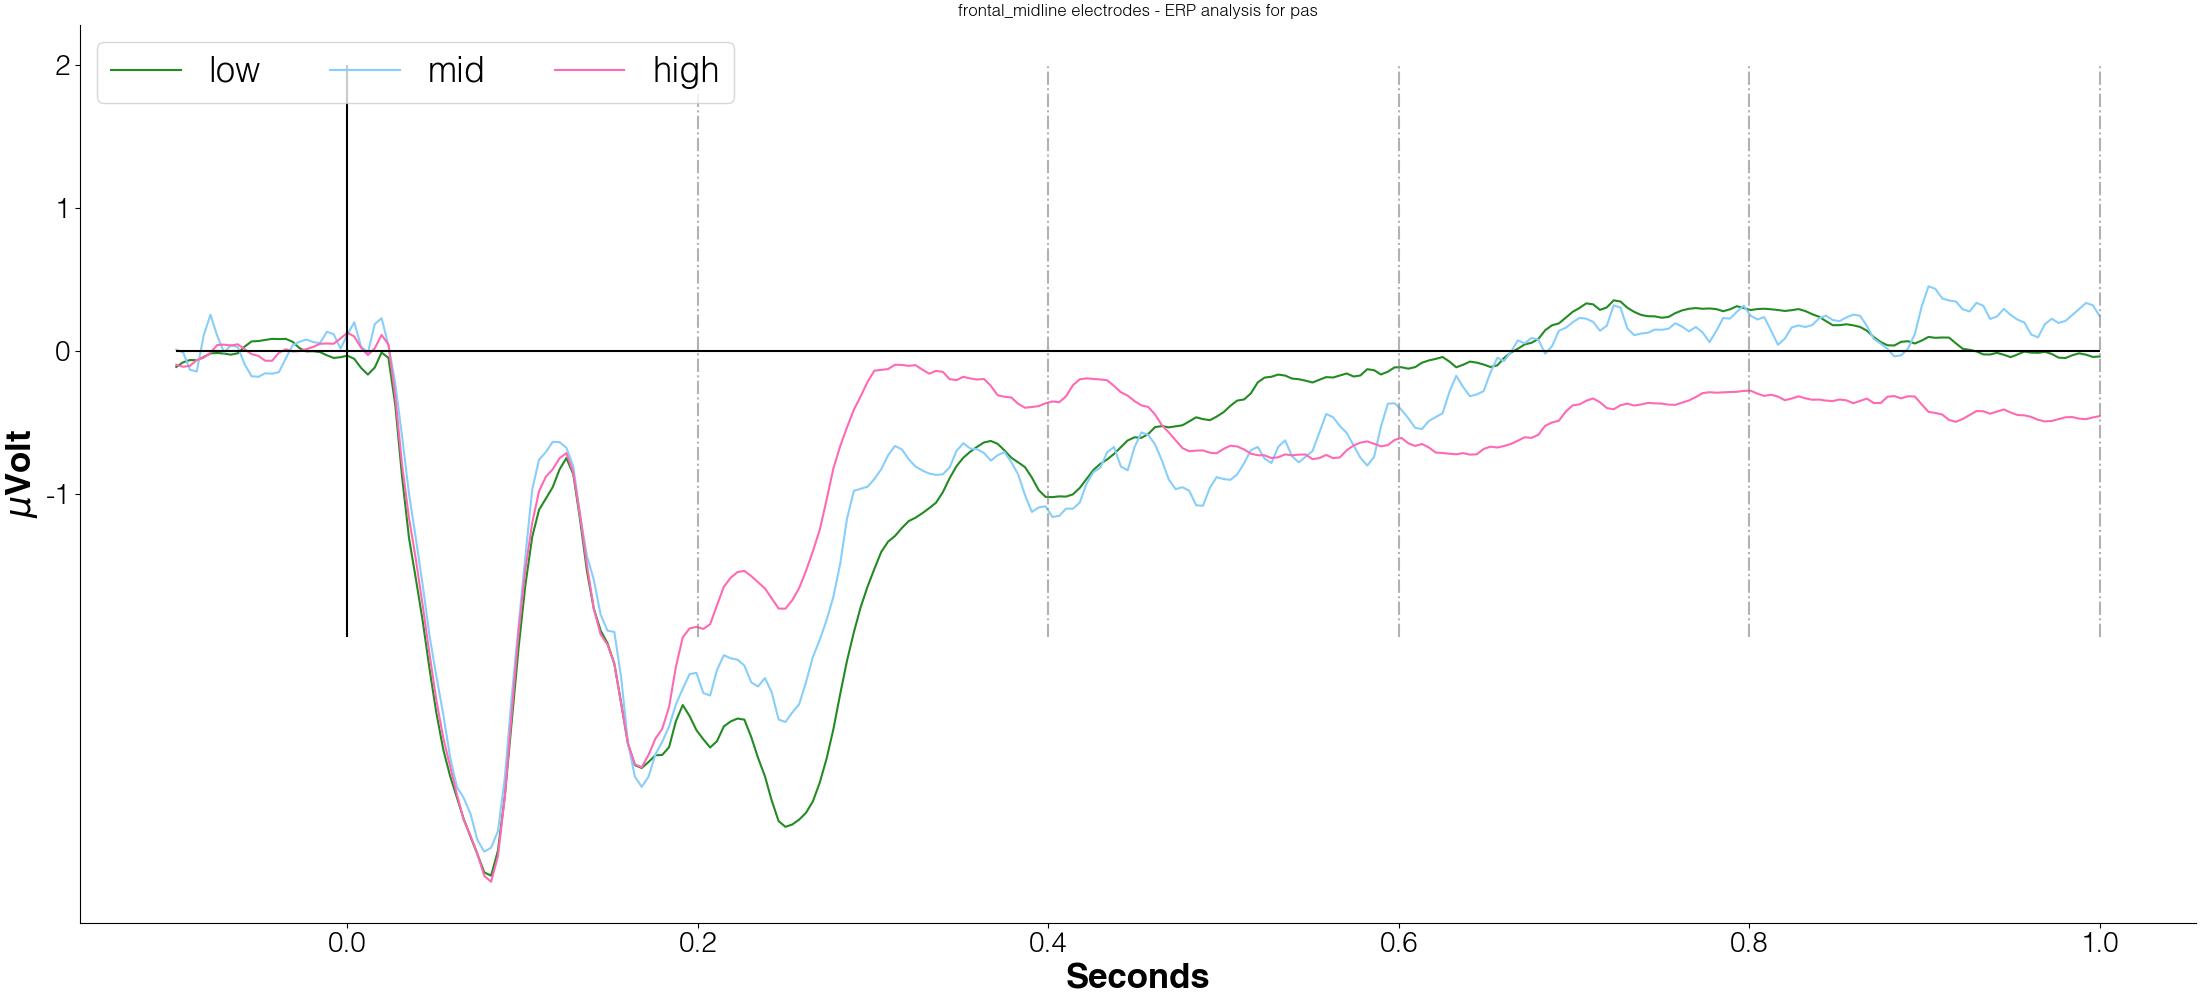 frontal_midline electrodes - ERP analysis for pas
low mid high
2
1
0
-1
μVolt
0.0 0.2 0.4 0.6 0.8 1.0
Seconds